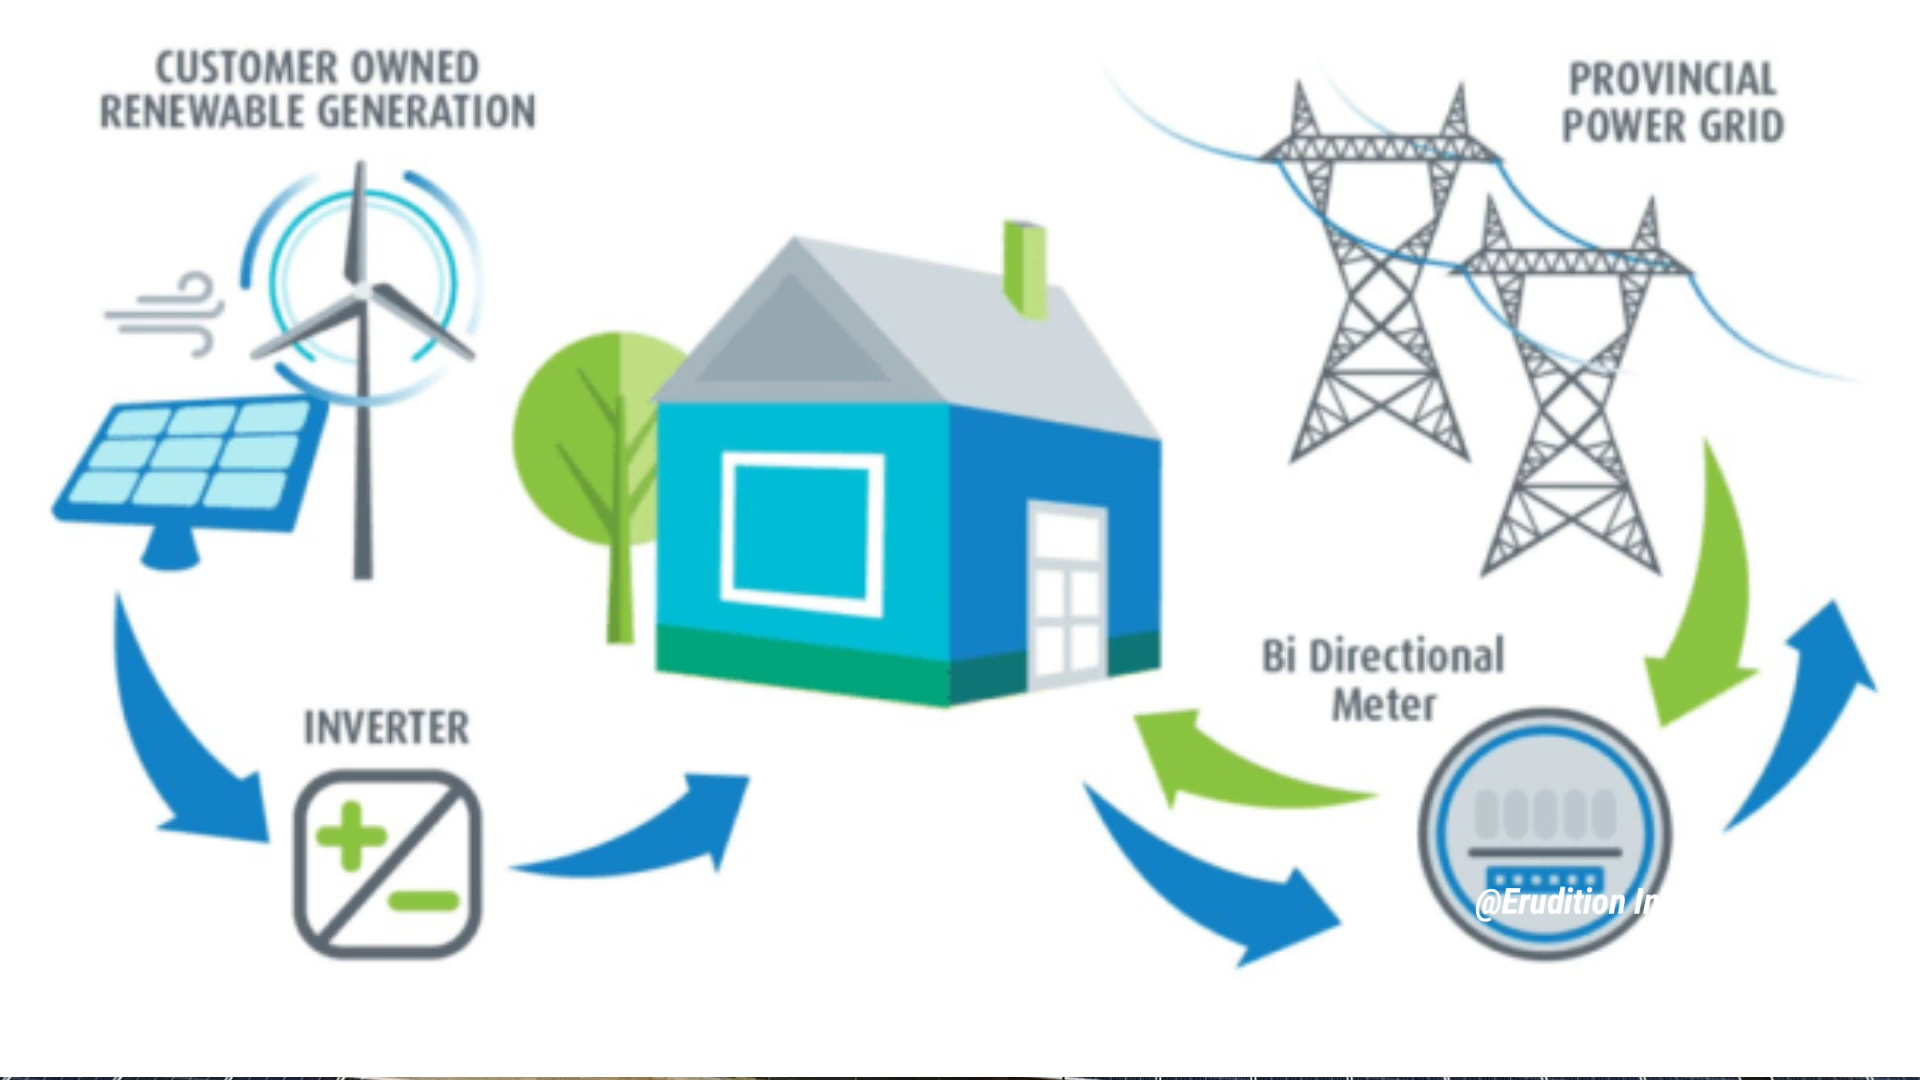 CUSTOMER OWNED
RENEWABLE GENERATION
PROVINCIAL
POWER GRID
Bi Directional
Meter
INVERTER
@Erudition